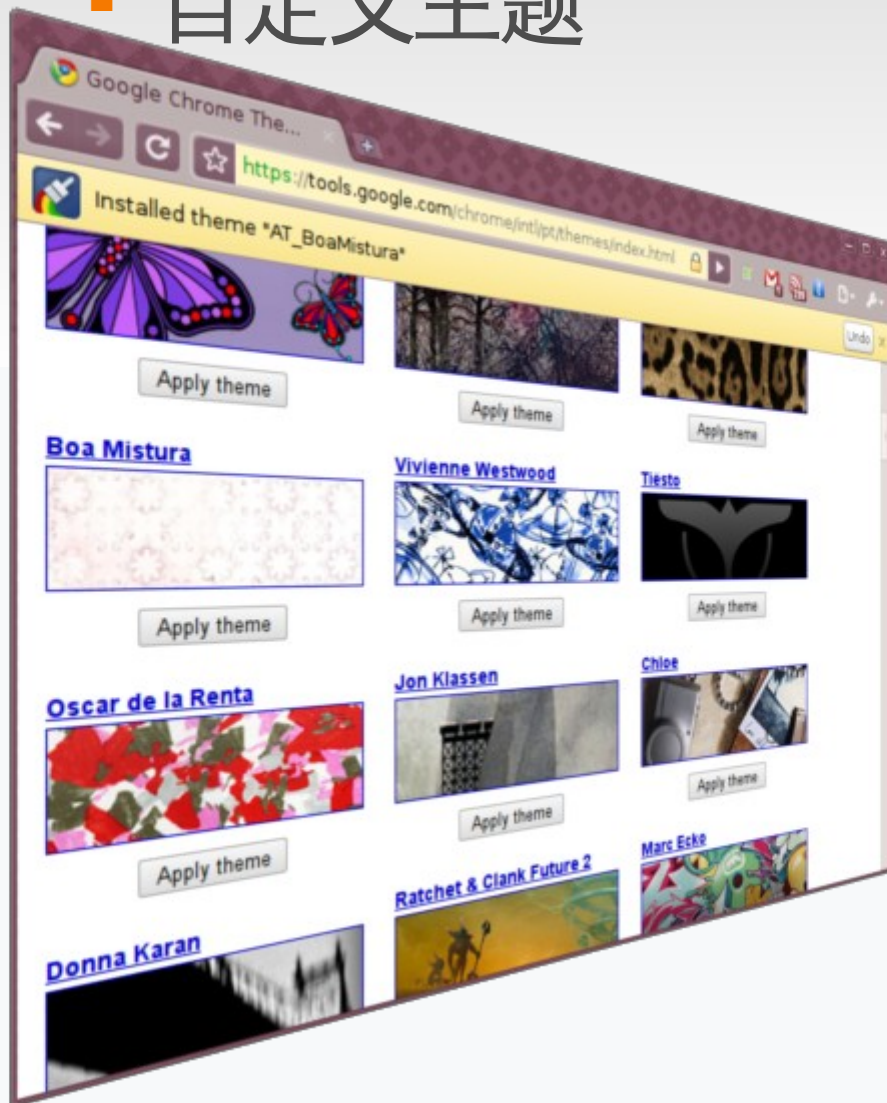 自定义主题
Google Chrome The...
https://tools.google.com/chrome/intl/pt/themes/index.html
Installed theme "AT_BoaMistura"
Undo
Apply theme
Apply theme
Apply theme
Boa Mistura
Vivienne Westwood
Tiësto
Apply theme
Apply theme
Apply theme
Oscar de la Renta
Jon Klassen
Chloe
Apply theme
Apply theme
Apply theme
Donna Karan
Ratchet & Clank Future 2
Marc Ecko